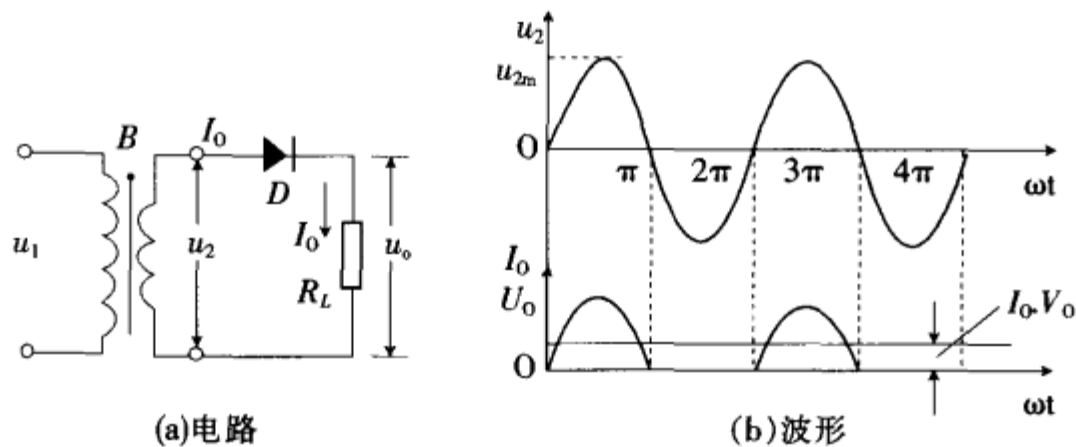 B
I₀
D
I₀
u₁
u₂
R_L
uₒ
(a)电路
u₂
u₂ₘ
O
π
2π
3π
4π
ωt
I₀
U₀
O
I₀.V₀
ωt
(b)波形